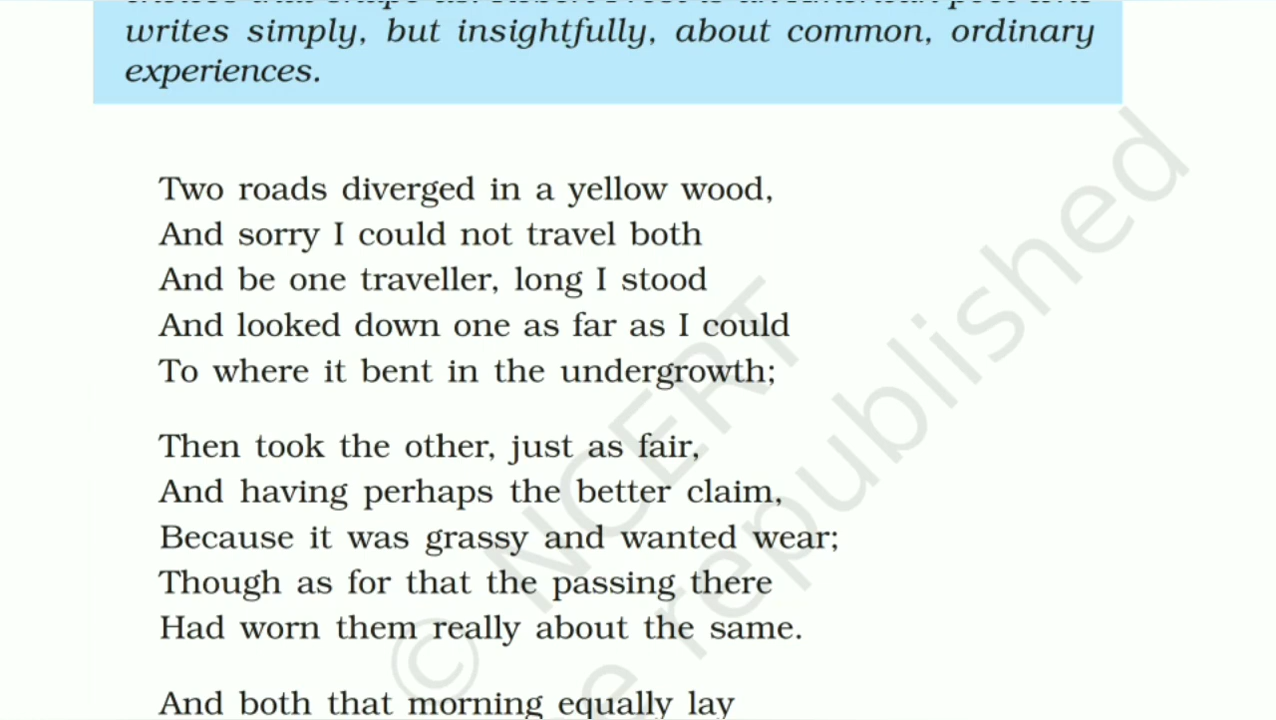 writes simply, but insightfully, about common, ordinary
experiences.
Two roads diverged in a yellow wood,
And sorry I could not travel both
And be one traveller, long I stood
And looked down one as far as I could
To where it bent in the undergrowth;
Then took the other, just as fair,
And having perhaps the better claim,
Because it was grassy and wanted wear;
Though as for that the passing there
Had worn them really about the same.
And both that morning equally lay
© NCERT
republished